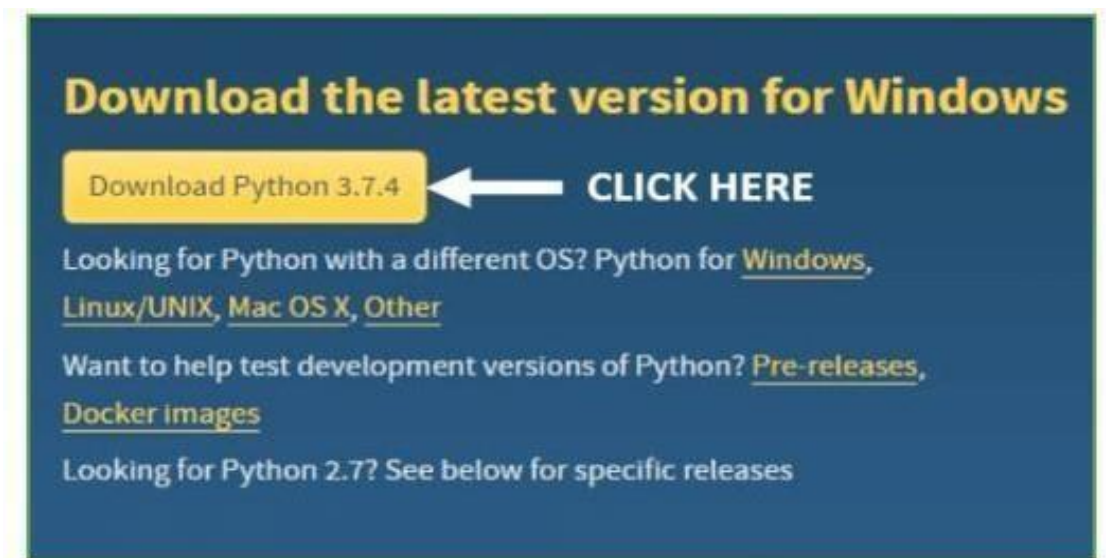 Download the latest version for Windows
Download Python 3.7.4 CLICK HERE
Looking for Python with a different OS? Python for Windows,
Linux/UNIX, Mac OS X, Other
Want to help test development versions of Python? Pre-releases,
Docker images
Looking for Python 2.7? See below for specific releases